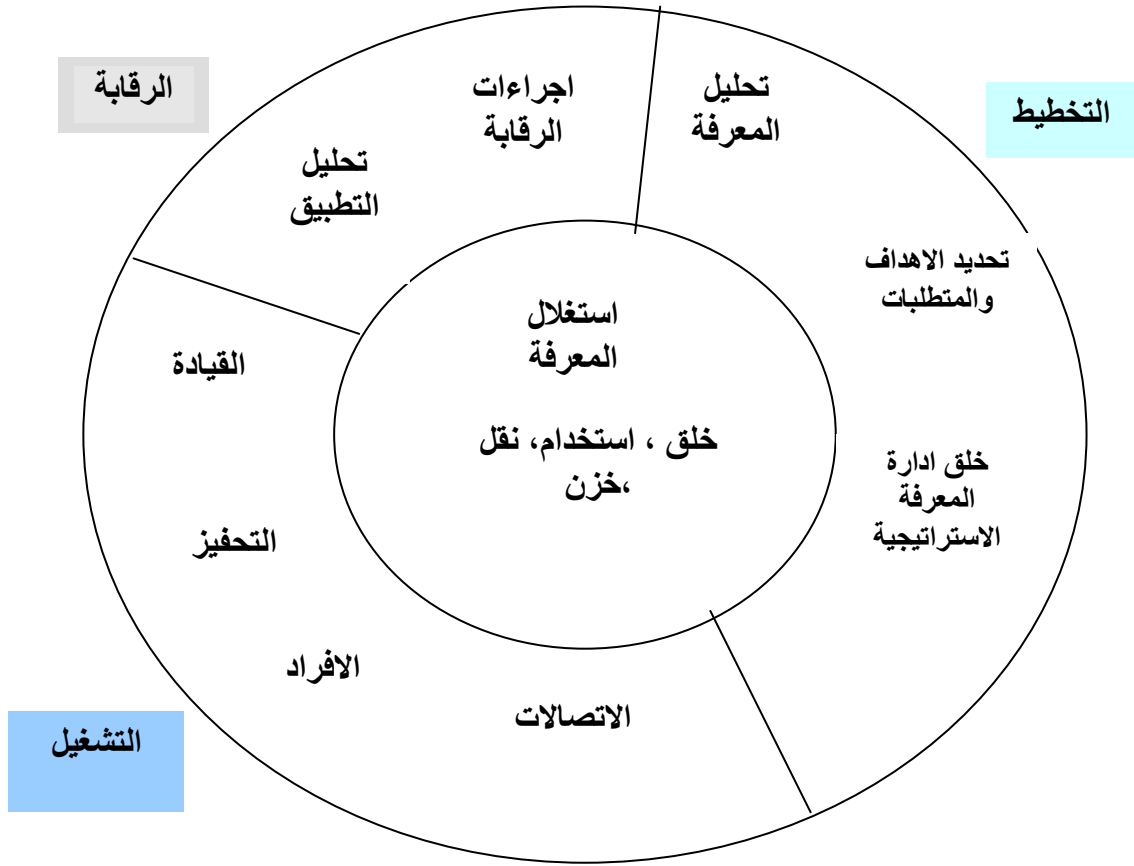 التخطيط
تحليل
المعرفة
تحديد الاهداف
والمتطلبات
خلق ادارة
المعرفة
الاستراتيجية
الرقابة
اجراءات
الرقابة
تحليل
التطبيق
استغلال
المعرفة
خلق ، استخدام، نقل
،خزن
القيادة
التحفيز
الافراد
الاتصالات
التشغيل